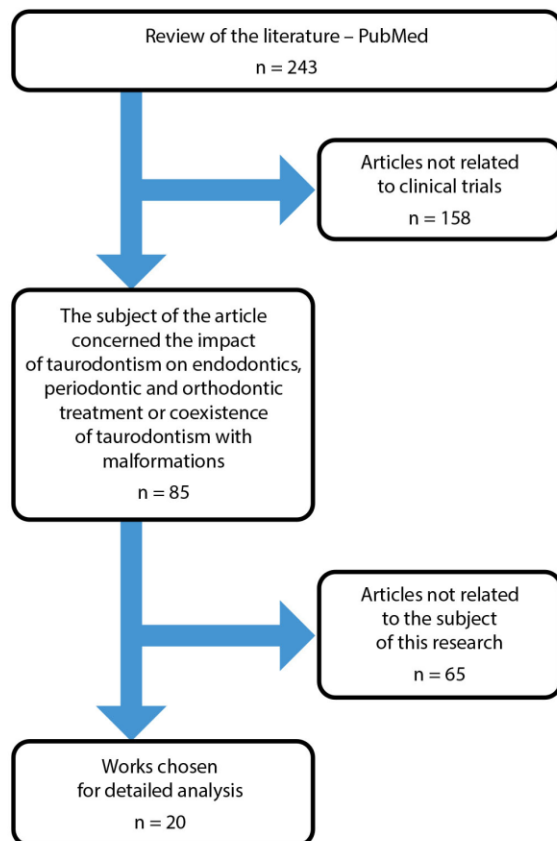 Review of the literature – PubMed
n = 243
Articles not related
to clinical trials
n = 158
The subject of the article
concerned the impact
of taurodontism on endodontics,
periodontic and orthodontic
treatment or coexistence
of taurodontism with
malformations
n = 85
Articles not related
to the subject
of this research
n = 65
Works chosen
for detailed analysis
n = 20